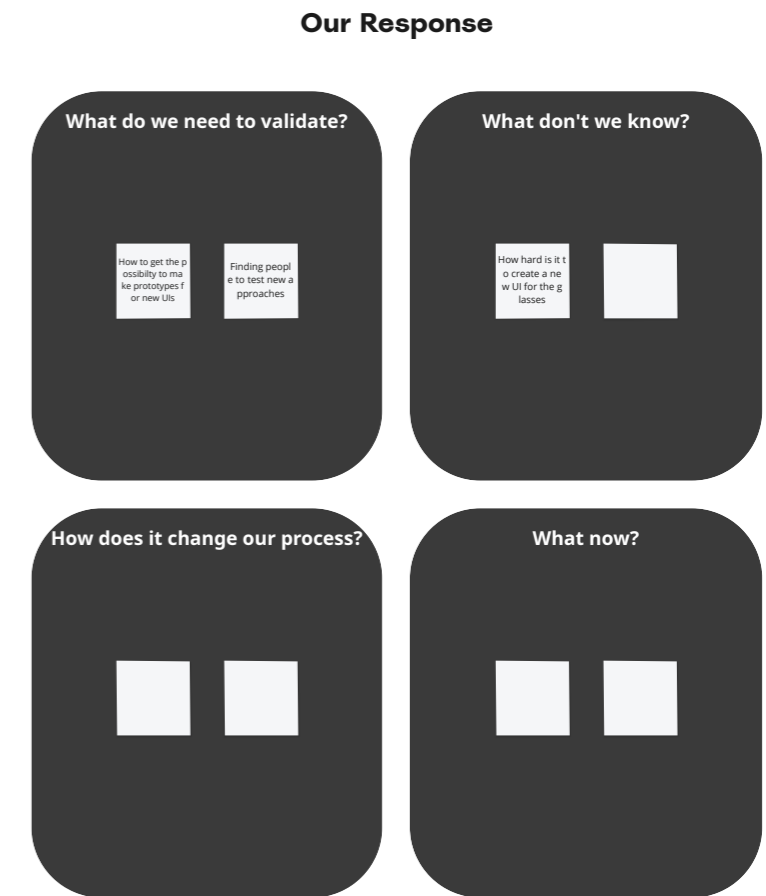 Our Response
What do we need to validate?
What don't we know?
How to get the p
ossibilty to ma
ke prototypes f
or new UIs
Finding peopl
e to test new a
pproaches
How hard is it t
o create a ne
w UI for the g
lasses
How does it change our process?
What now?